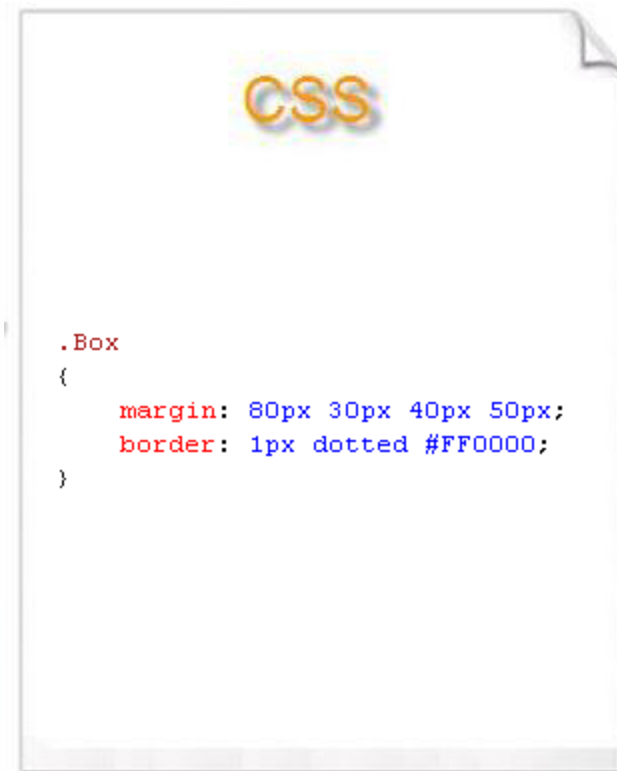 CSS
.Box
{
margin: 80px 30px 40px 50px;
border: 1px dotted #FF0000;
}